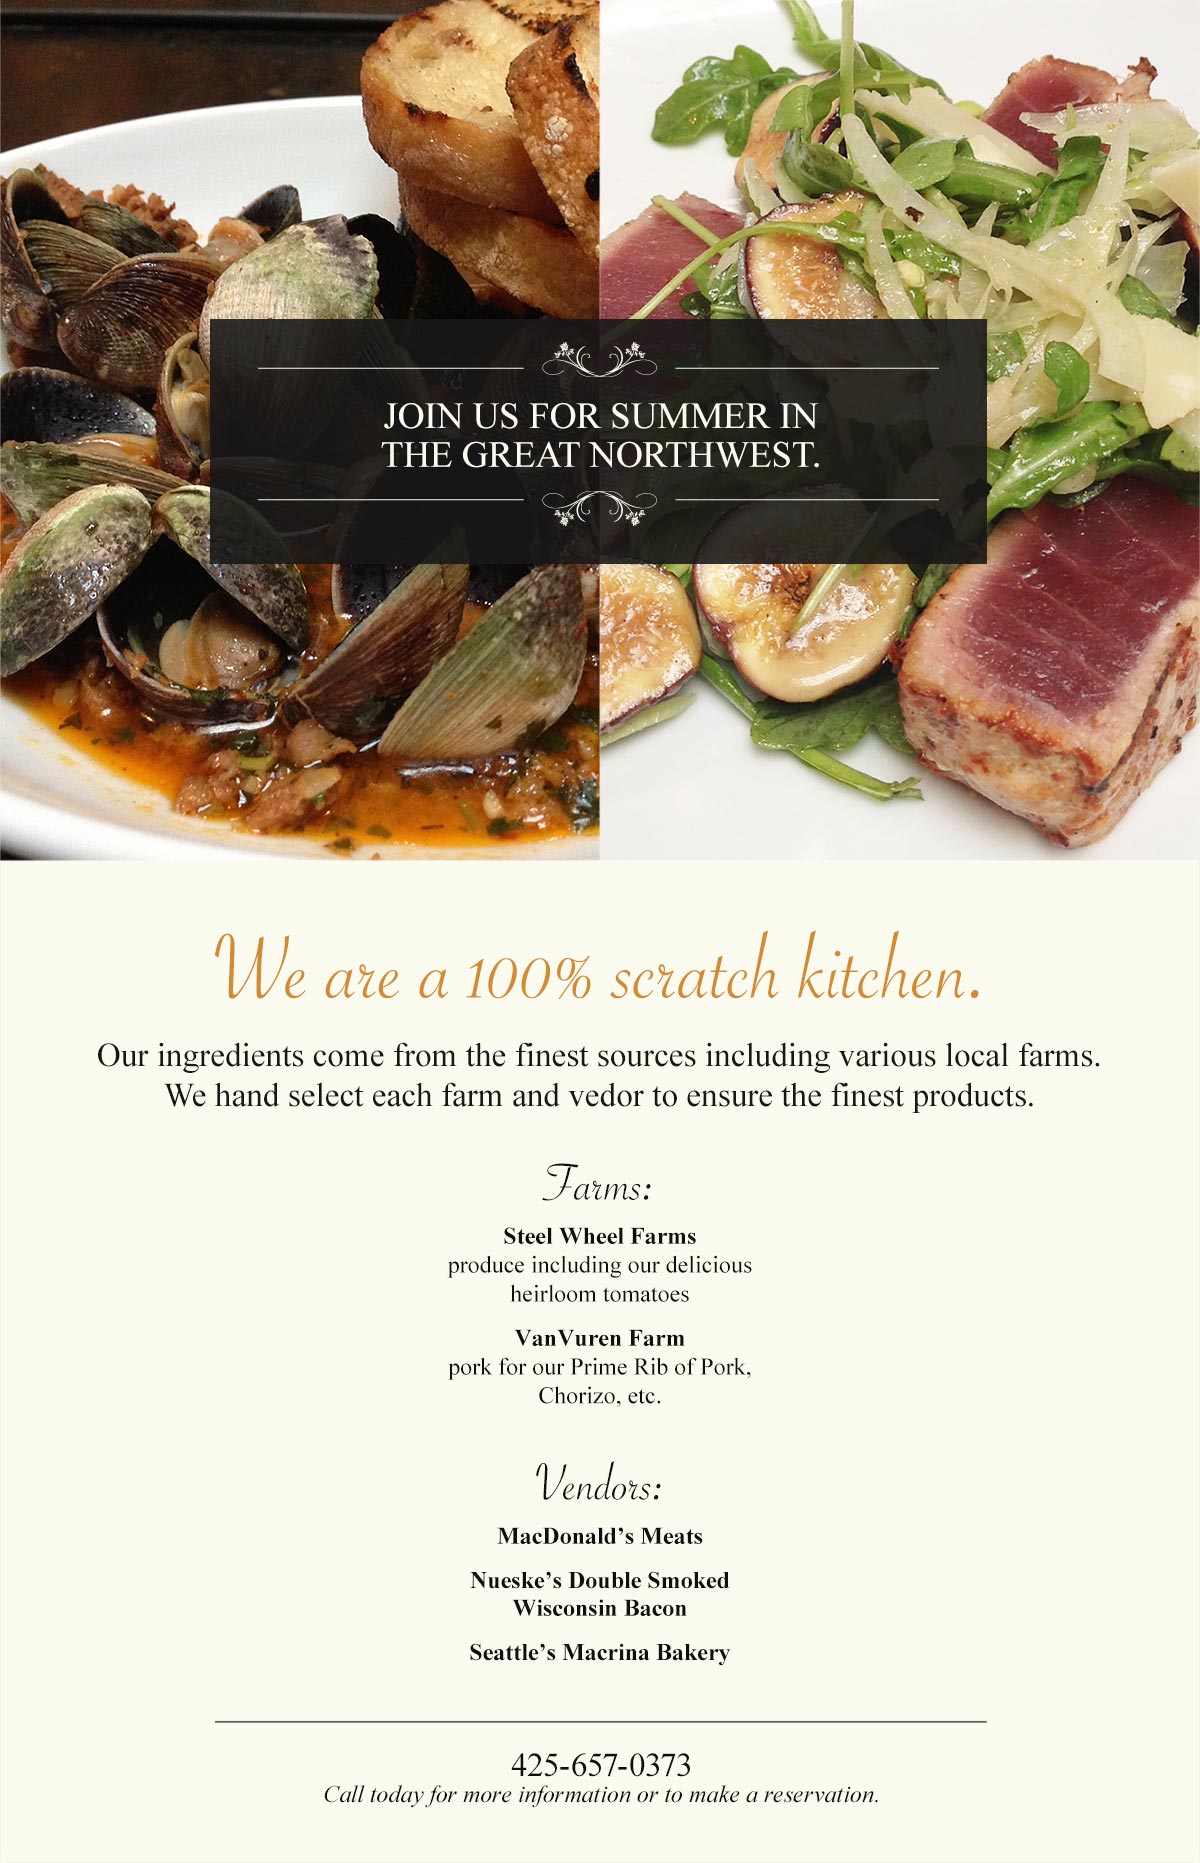 JOIN US FOR SUMMER IN
THE GREAT NORTHWEST.
We are a 100% scratch kitchen.
Our ingredients come from the finest sources including various local farms.
We hand select each farm and vedor to ensure the finest products.
Farms:
Steel Wheel Farms
produce including our delicious
heirloom tomatoes
VanVuren Farm
pork for our Prime Rib of Pork,
Chorizo, etc.
Vendors:
MacDonald’s Meats
Nueske’s Double Smoked
Wisconsin Bacon
Seattle’s Macrina Bakery
425-657-0373
Call today for more information or to make a reservation.